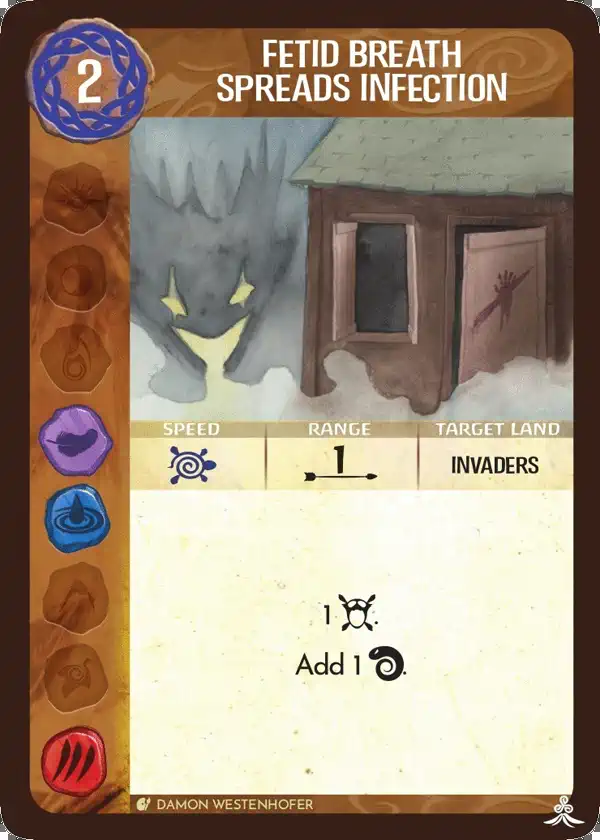 2
FETID BREATH
SPREADS INFECTION
SPEED RANGE TARGET LAND
1 INVADERS
1 .
Add 1 .
DAMON WESTENHOFER